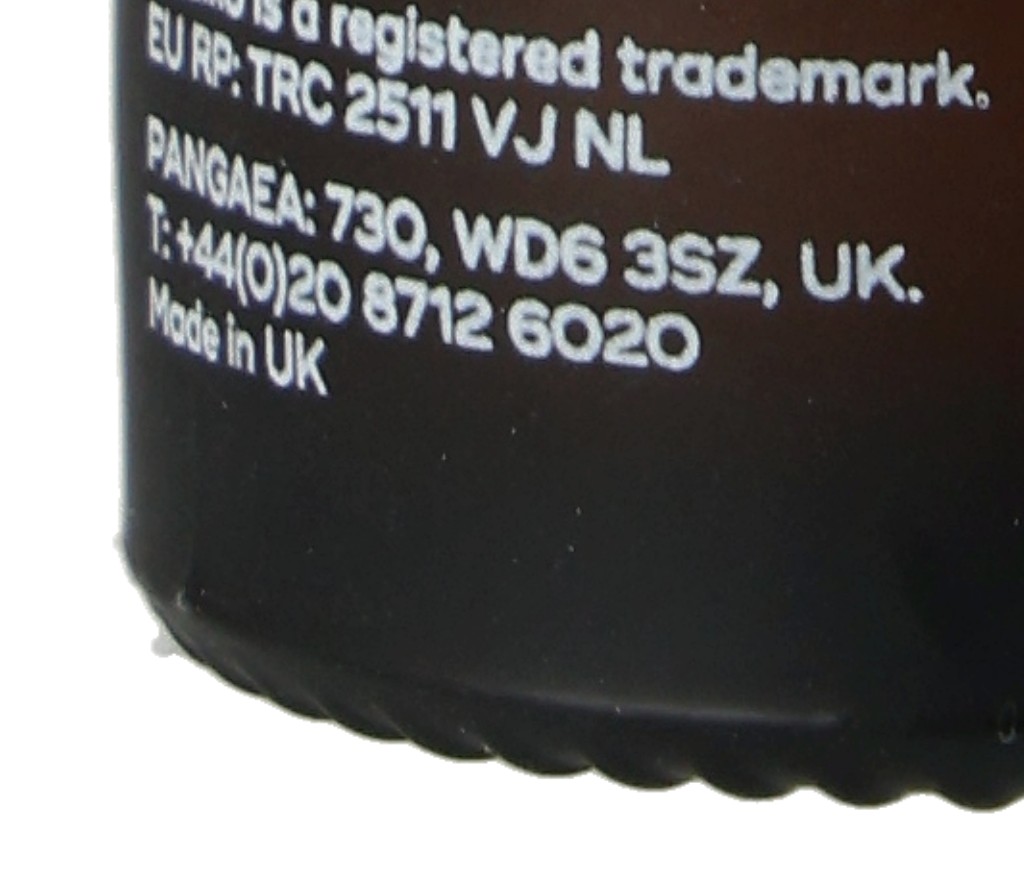 is a registered trademark.
EU RP: TRC 2511 VJ NL
PANGAEA: 730, WD6 3SZ, UK.
T: +44(0)20 8712 6020
Made in UK